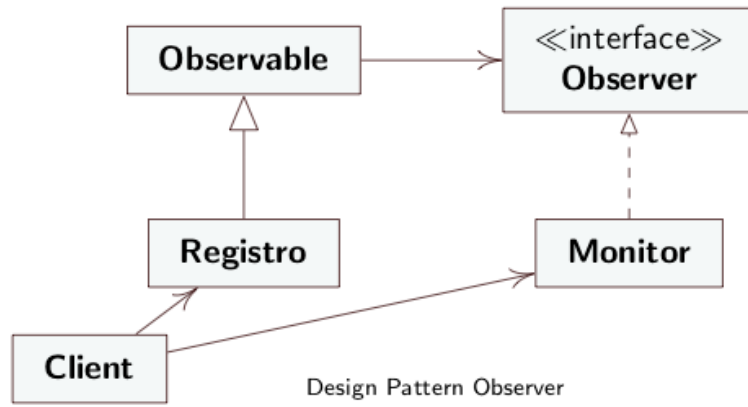 Observable
≪interface≫
Observer
Registro
Monitor
Client
Design Pattern Observer